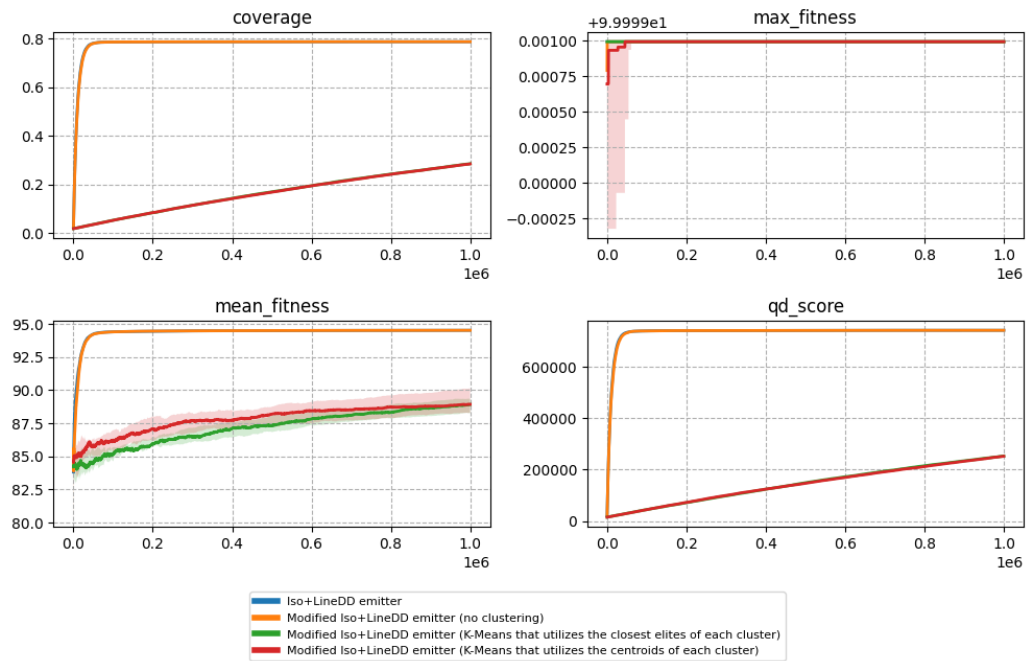 coverage
0.8
0.6
0.4
0.2
0.0
0.0 0.2 0.4 0.6 0.8 1.0
1e6
max_fitness
+9.9999e1
0.00100
0.00075
0.00050
0.00025
0.00000
−0.00025
0.0 0.2 0.4 0.6 0.8 1.0
1e6
mean_fitness
95.0
92.5
90.0
87.5
85.0
82.5
80.0
0.0 0.2 0.4 0.6 0.8 1.0
1e6
qd_score
600000
400000
200000
0
0.0 0.2 0.4 0.6 0.8 1.0
1e6
Iso+LineDD emitter
Modified Iso+LineDD emitter (no clustering)
Modified Iso+LineDD emitter (K-Means that utilizes the closest elites of each cluster)
Modified Iso+LineDD emitter (K-Means that utilizes the centroids of each cluster)